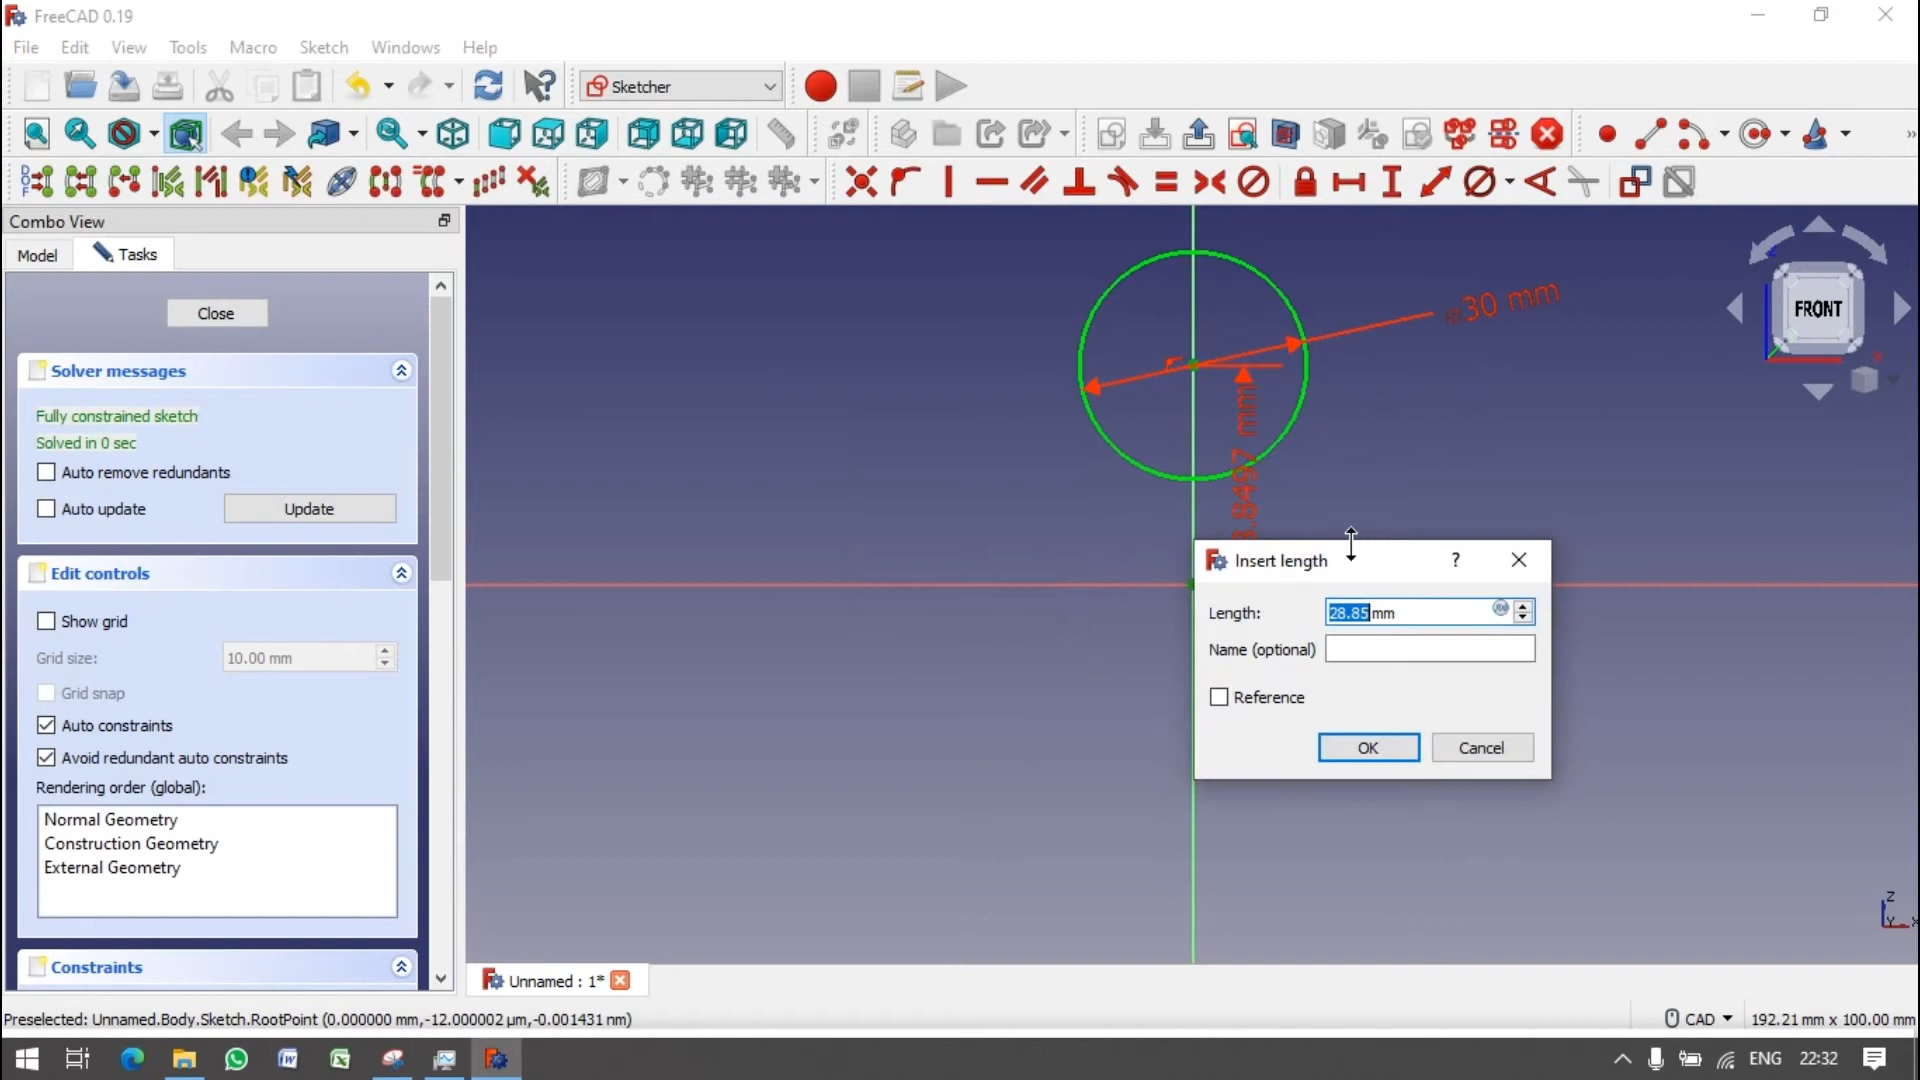 FreeCAD 0.19
File Edit View Tools Macro Sketch Windows Help
Sketcher
Combo View
Model Tasks
Close
Solver messages
Fully constrained sketch
Solved in 0 sec
Auto remove redundants
Auto update Update
Edit controls
Show grid
Grid size: 10.00 mm
Grid snap
Auto constraints
Avoid redundant auto constraints
Rendering order (global):
Normal Geometry
Construction Geometry
External Geometry
Constraints
30 mm
8.8497 mm
FRONT
Insert length ?
Length: 28.85 mm
Name (optional)
Reference
OK Cancel
Z
Y X
Unnamed : 1*
Preselected: Unnamed.Body.Sketch.RootPoint (0.000000 mm,-12.000002 µm,-0.001431 nm)
CAD 192.21 mm x 100.00 mm
ENG 22:32